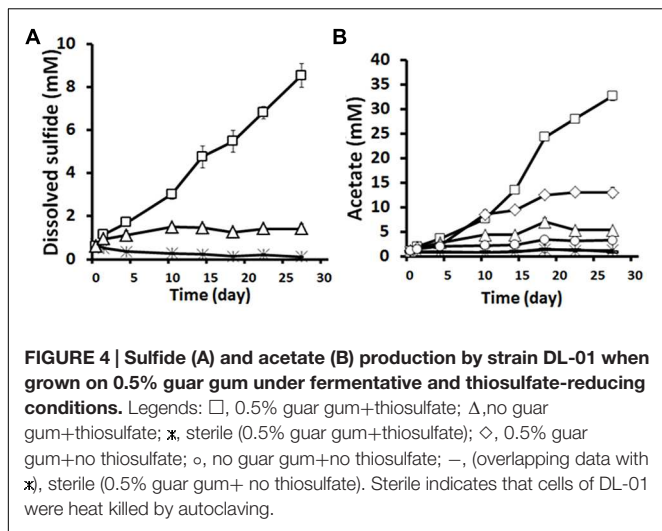 A
B
Dissolved sulfide (mM)
10
8
6
4
2
0
0 5 10 15 20 25 30
Time (day)
Acetate (mM)
40
35
30
25
20
15
10
5
0
0 5 10 15 20 25 30
Time (day)
FIGURE 4 | Sulfide (A) and acetate (B) production by strain DL-01 when
grown on 0.5% guar gum under fermentative and thiosulfate-reducing
conditions. Legends: □, 0.5% guar gum+thiosulfate; Δ,no guar
gum+thiosulfate; ж, sterile (0.5% guar gum+thiosulfate); ◇, 0.5% guar
gum+no thiosulfate; ○, no guar gum+no thiosulfate; –, (overlapping data with
ж), sterile (0.5% guar gum+ no thiosulfate). Sterile indicates that cells of DL-01
were heat killed by autoclaving.